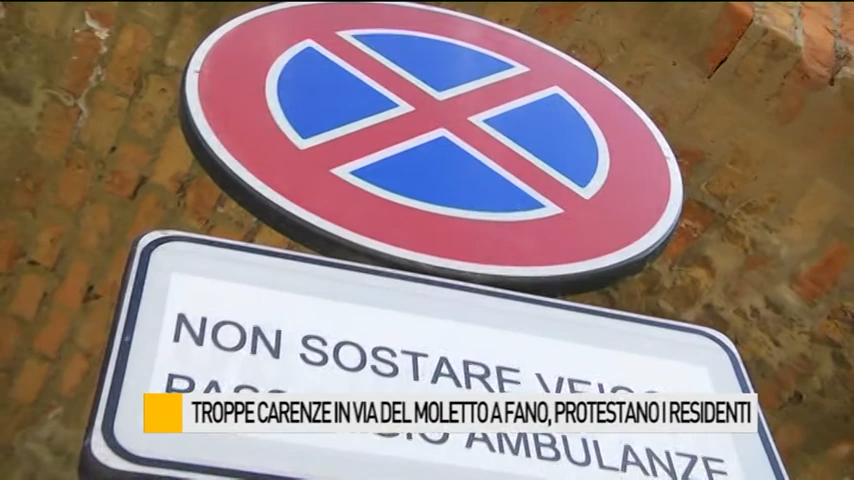 NON SOSTARE
AMBULANZE
TROPPE CARENZE IN VIA DEL MOLETTO A FANO, PROTESTANO I RESIDENTI